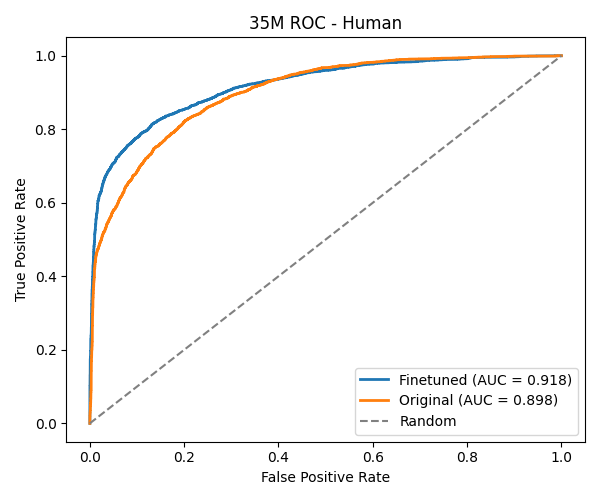 35M ROC - Human
True Positive Rate
1.0
0.8
0.6
0.4
0.2
0.0
0.0 0.2 0.4 0.6 0.8 1.0
False Positive Rate
Finetuned (AUC = 0.918)
Original (AUC = 0.898)
Random